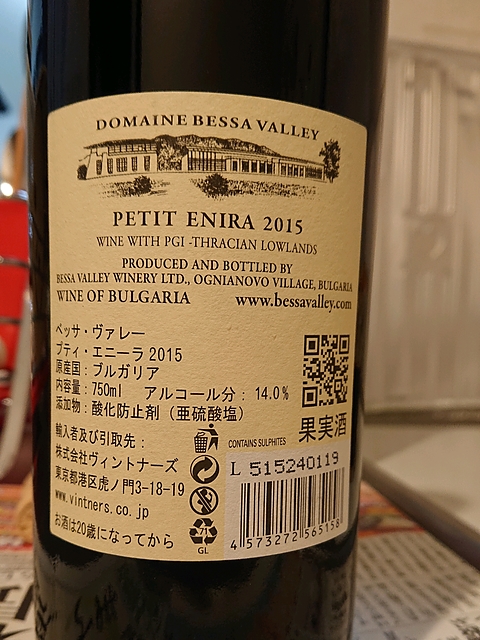 DOMAINE BESSA VALLEY
PETIT ENIRA 2015
WINE WITH PGI -THRACIAN LOWLANDS
PRODUCED AND BOTTLED BY
BESSA VALLEY WINERY LTD., OGNIANOVO VILLAGE, BULGARIA
WINE OF BULGARIA www.bessavalley.com
ベッサ・ヴァレー
プティ・エニーラ 2015
原産国：ブルガリア
内容量：750ml アルコール分：14.0%
添加物：酸化防止剤（亜硫酸塩）
果実酒
輸入者及び引取先：
株式会社ヴィントナーズ
東京都港区虎ノ門3-18-19
www.vintners.co.jp
お酒は20歳になってから
CONTAINS SULPHITES
L 515240119
71
GL
4 573272 565158